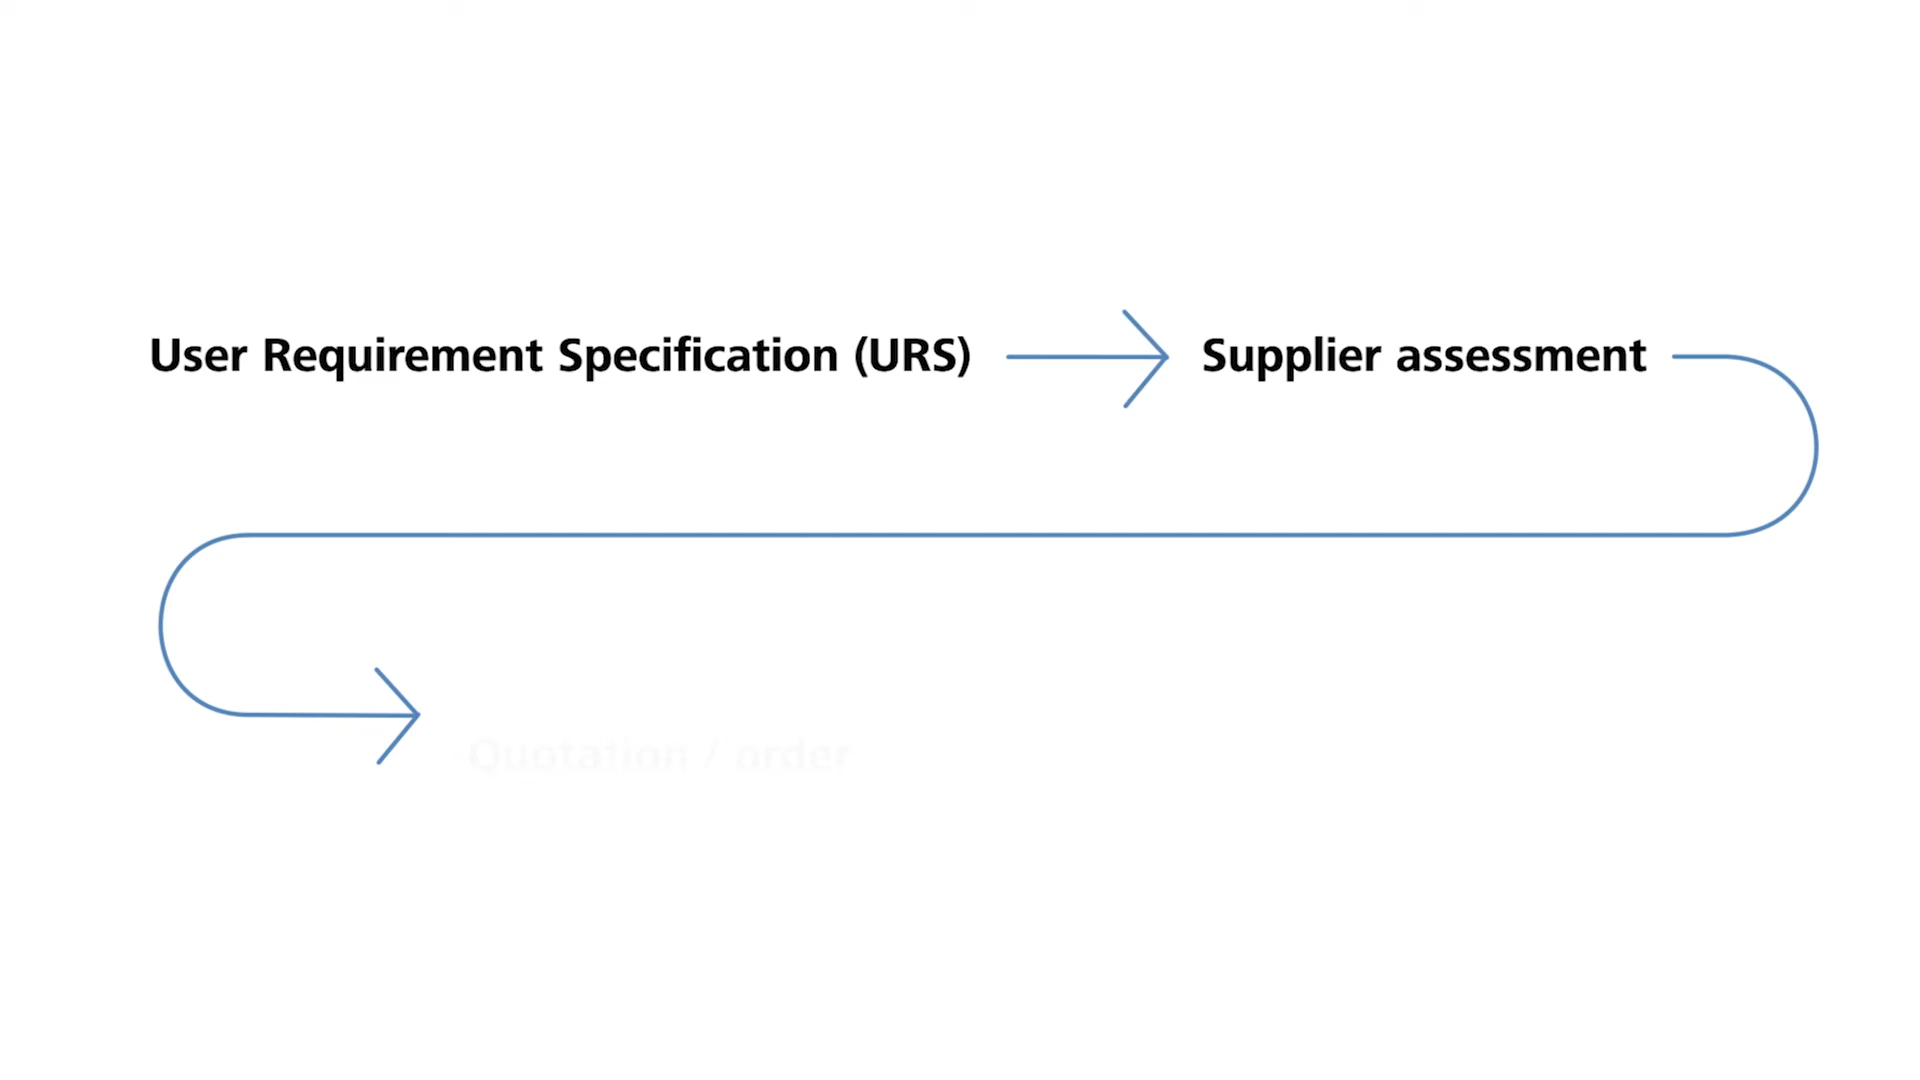 User Requirement Specification (URS)
Supplier assessment
Quotation / order